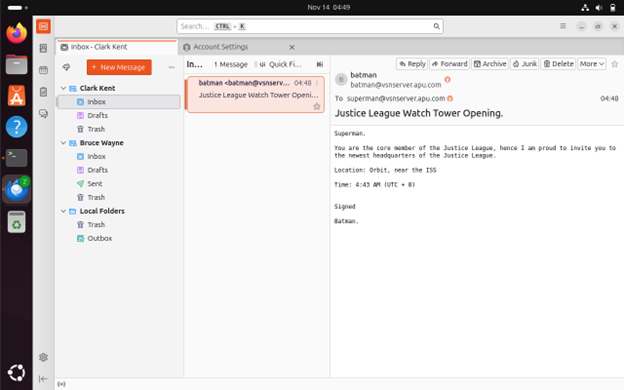 Nov 14 04:49
Inbox - Clark Kent
Account Settings
Search... CTRL + K
+ New Message
Clark Kent
Inbox
Drafts
Trash
Bruce Wayne
Inbox
Drafts
Sent
Trash
Local Folders
Trash
Outbox
In... 1 Message Quick Fi...
batman <batman@vsnserv... 04:48
Justice League Watch Tower Openi...
Reply Forward Archive Junk Delete More
B
batman
batman@vsnserver.apu.com
To superman@vsnserver.apu.com 04:48
Justice League Watch Tower Opening.
Superman.
You are the core member of the Justice League, hence I am proud to invite you to
the newest headquarters of the Justice League.
Location: Orbit, near the ISS
Time: 4:43 AM (UTC + 8)
Signed
Batman.
2